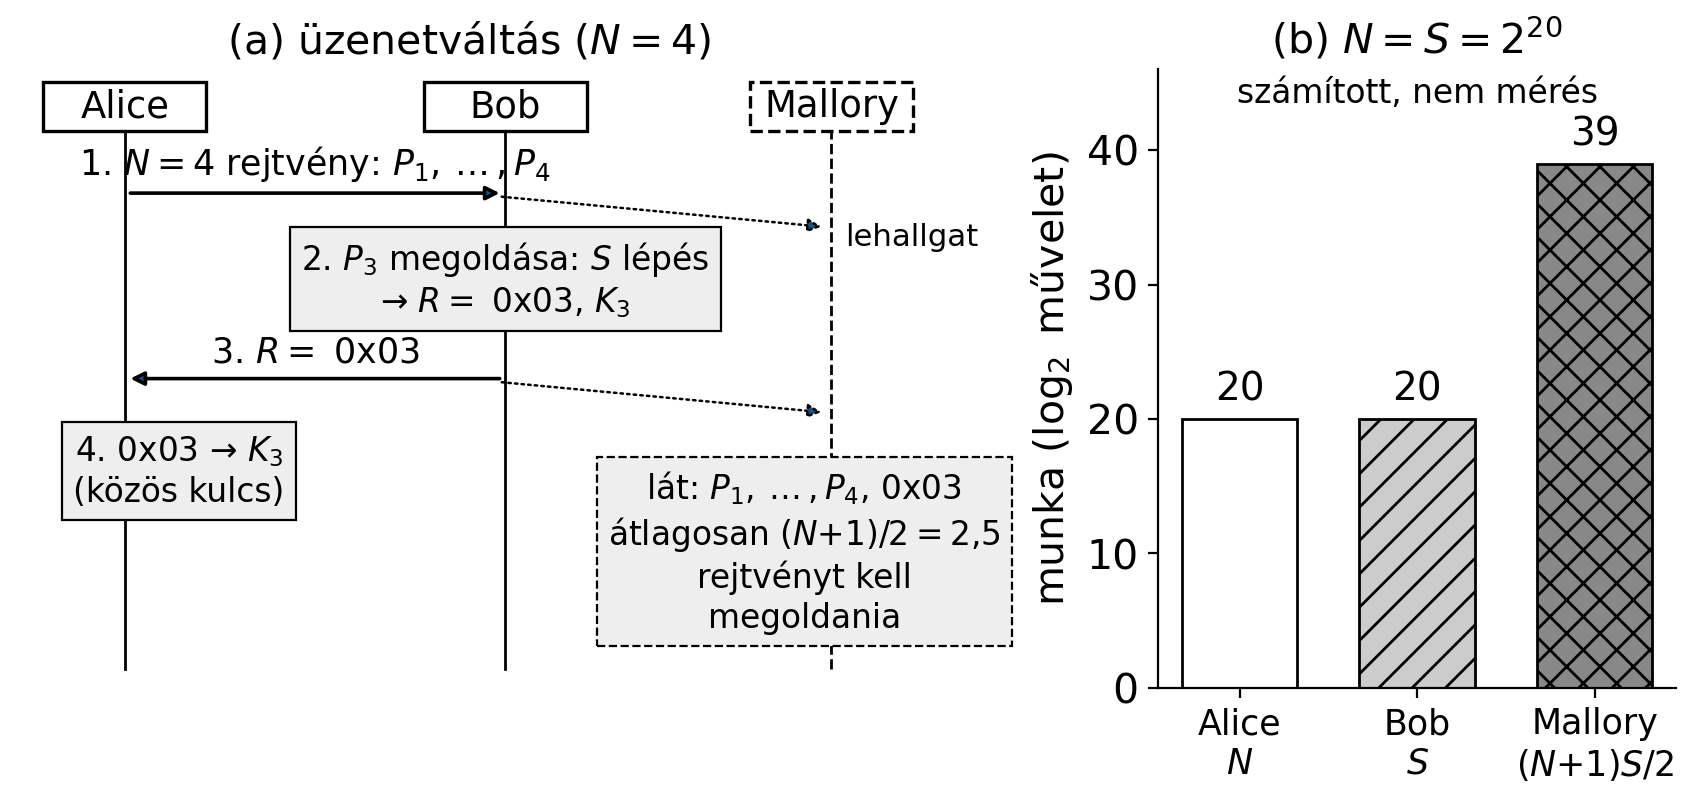 (a) üzenetváltás (N = 4)
Alice
Bob
Mallory
1. N = 4 rejtvény: P₁, … , P₄
lehallgat
2. P₃ megoldása: S lépés
→ R = 0x03, K₃
3. R = 0x03
4. 0x03 → K₃
(közös kulcs)
lát: P₁, … , P₄, 0x03
átlagosan (N+1)/2 = 2,5
rejtvényt kell
megoldania
(b) N = S = 2²⁰
számított, nem mérés
munka (log₂ művelet)
40
30
20
10
0
20
20
39
Alice
N
Bob
S
Mallory
(N+1)S/2